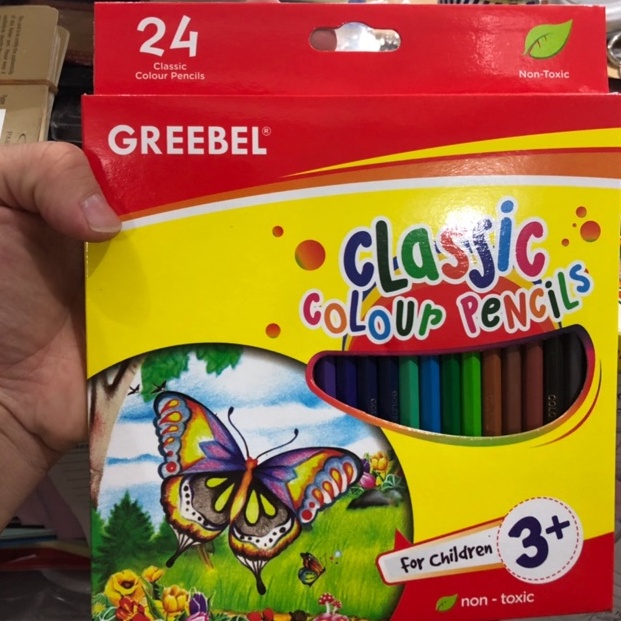 24
Classic
Colour Pencils
Non-Toxic
GREEBEL®
Classic
COLOUR PENCILS
For Children 3+
non - toxic